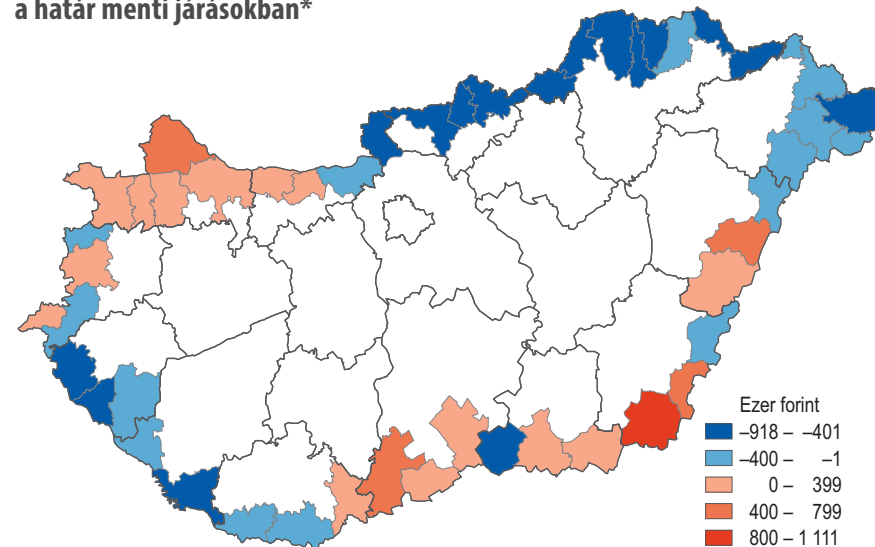 a határ menti járásokban*
Ezer forint
–918 – –401
–400 – –1
0 – 399
400 – 799
800 – 1 111